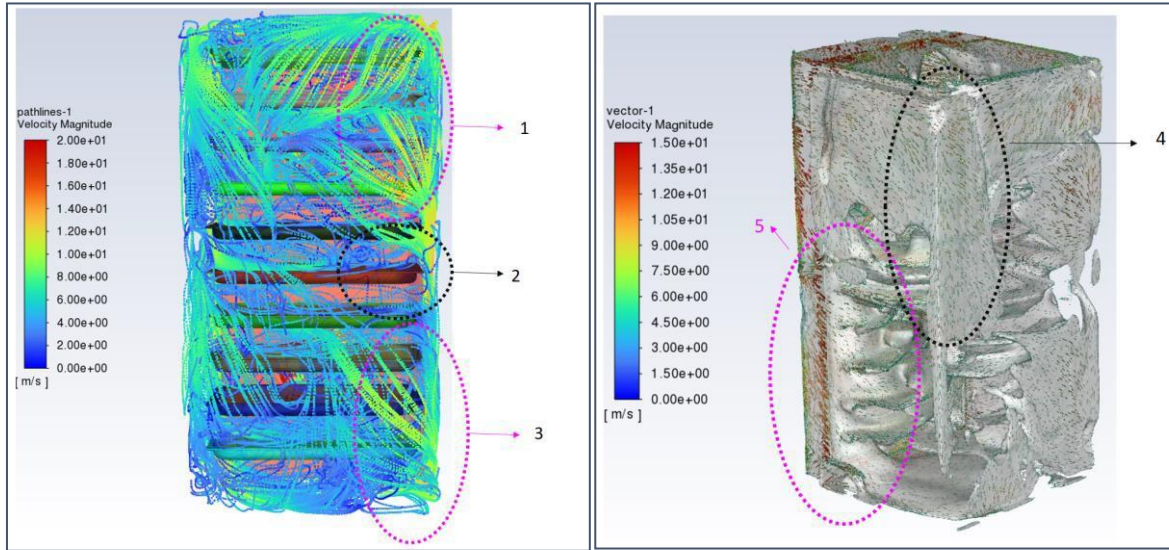 pathlines-1
Velocity Magnitude
2.00e+01
1.80e+01
1.60e+01
1.40e+01
1.20e+01
1.00e+01
8.00e+00
6.00e+00
4.00e+00
2.00e+00
0.00e+00
[ m/s ]
1
2
3
vector-1
Velocity Magnitude
1.50e+01
1.35e+01
1.20e+01
1.05e+01
9.00e+00
7.50e+00
6.00e+00
4.50e+00
3.00e+00
1.50e+00
0.00e+00
[ m/s ]
4
5